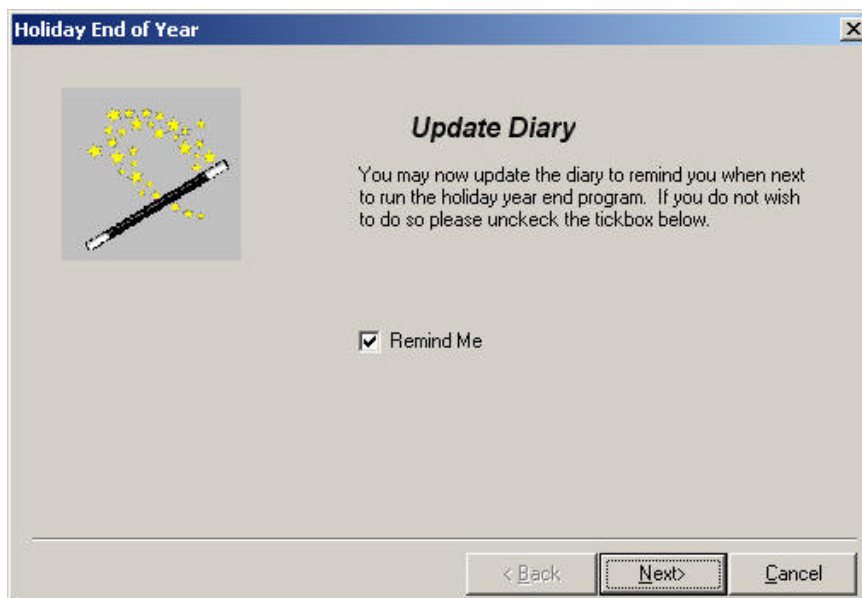 Holiday End of Year
Update Diary
You may now update the diary to remind you when next
to run the holiday year end program. If you do not wish
to do so please unckeck the tickbox below.
Remind Me
< Back
Next>
Cancel